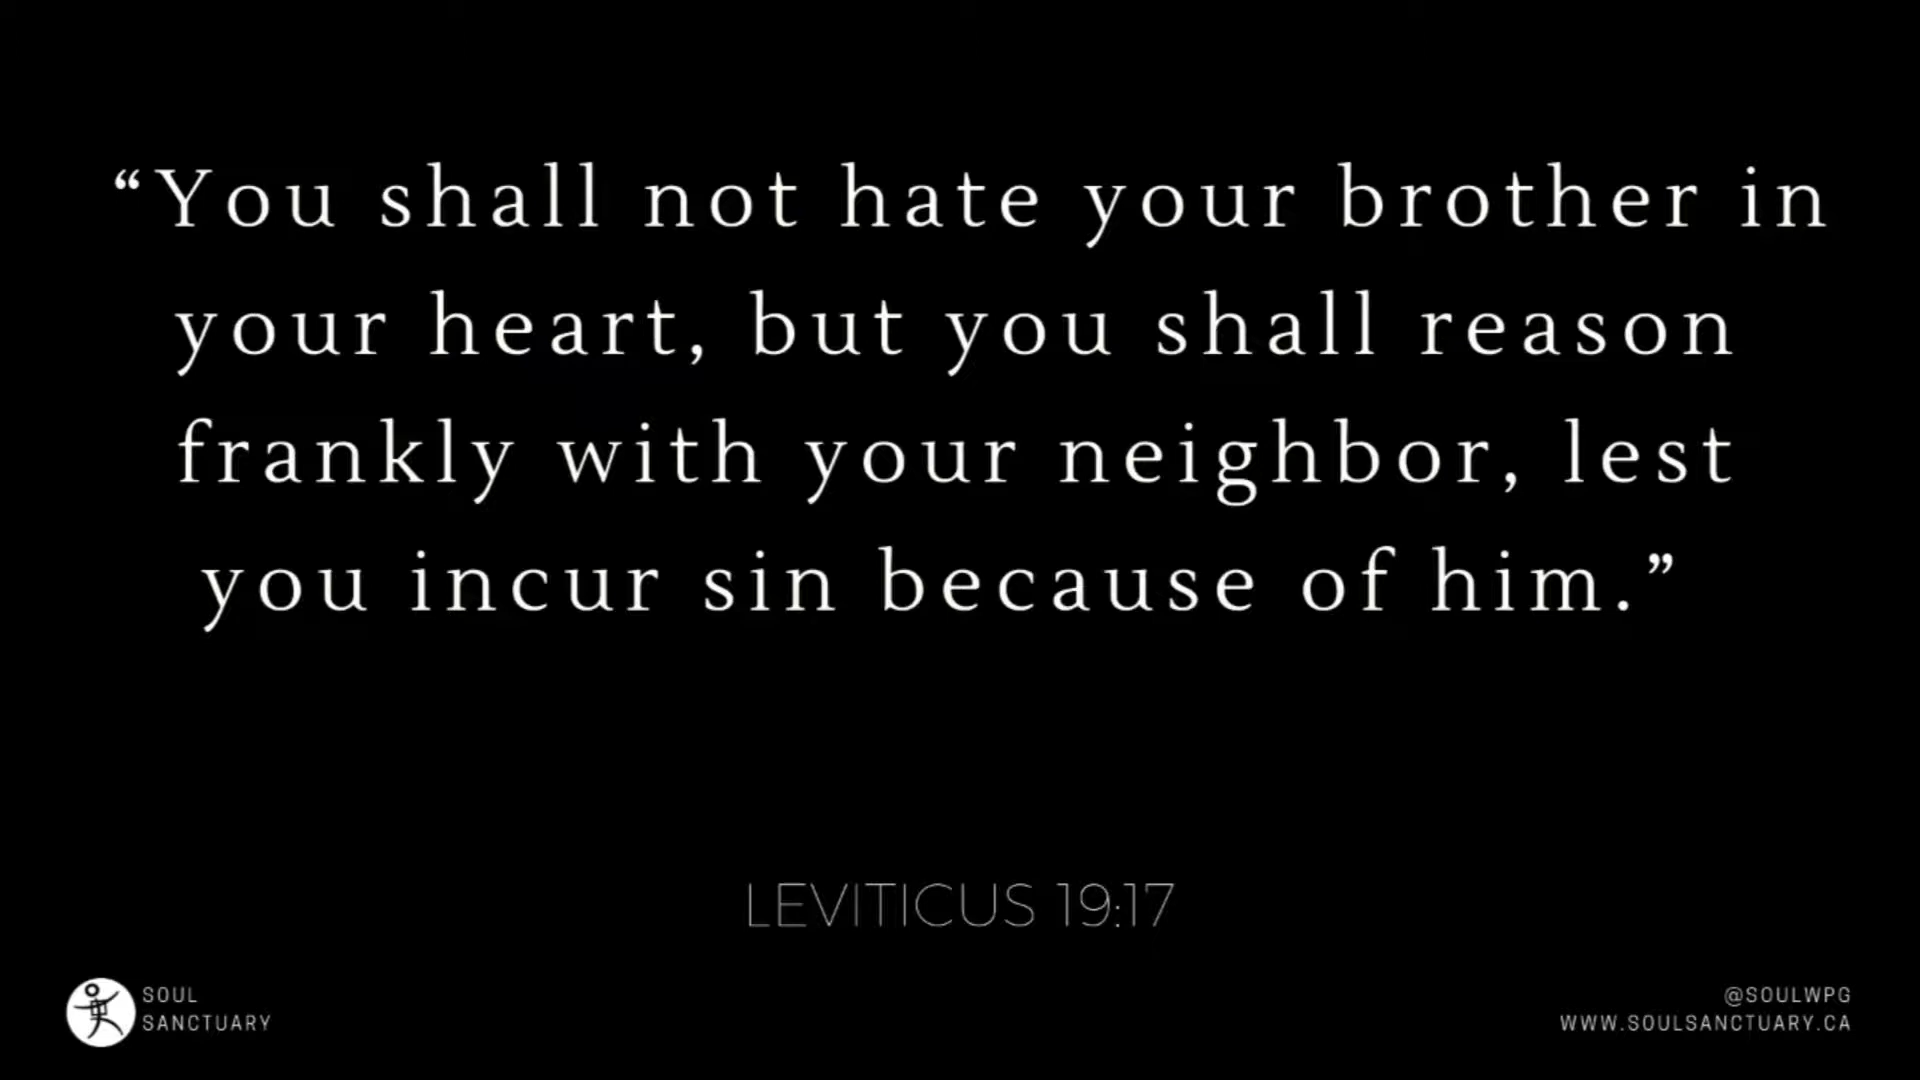 “You shall not hate your brother in
your heart, but you shall reason
frankly with your neighbor, lest
you incur sin because of him.”
LEVITICUS 19:17
SOUL
SANCTUARY
@SOULWPG
WWW.SOULSANCTUARY.CA